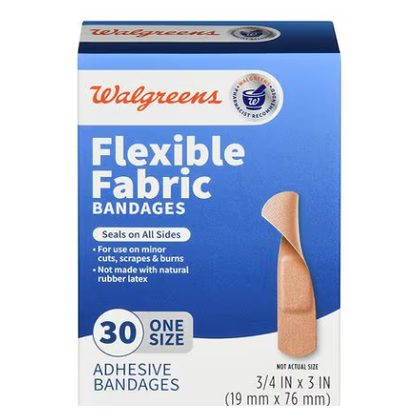 Walgreens
WALGREENS
PHARMACIST RECOMMENDED
Flexible
Fabric
BANDAGES
Seals on All Sides
• For use on minor
cuts, scrapes & burns
• Not made with natural
rubber latex
30 ONE
SIZE
ADHESIVE
BANDAGES
NOT ACTUAL SIZE
3/4 IN x 3 IN
(19 mm x 76 mm)